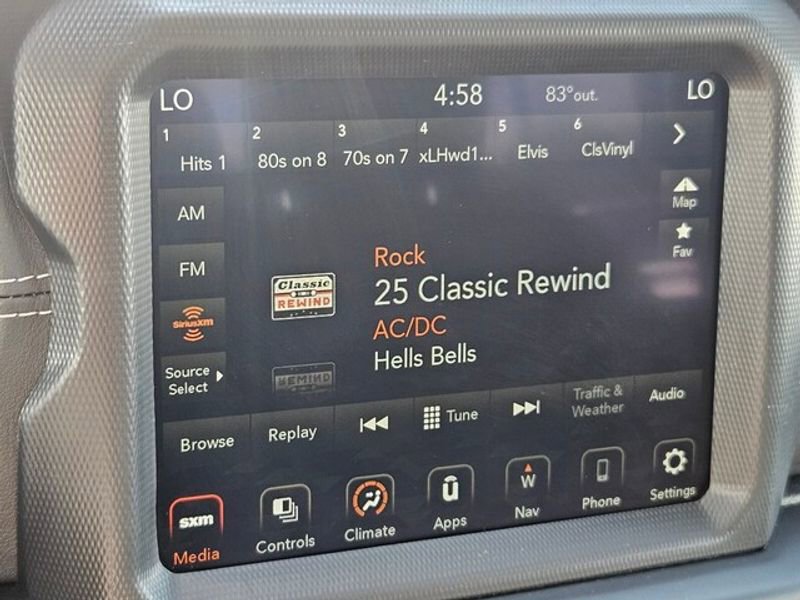 LO 4:58 83°out. LO
1 2 3 4 5 6
Hits 1 80s on 8 70s on 7 xLHwd1... Elvis ClsVinyl
AM
Map
FM
Fav
Rock
Classic
REWIND
25 Classic Rewind
SiriusXM
AC/DC
Hells Bells
Source
Select
REWIND
Browse Replay Tune Traffic &
Weather Audio
sxm
W
Media Controls Climate Apps Nav Phone Settings